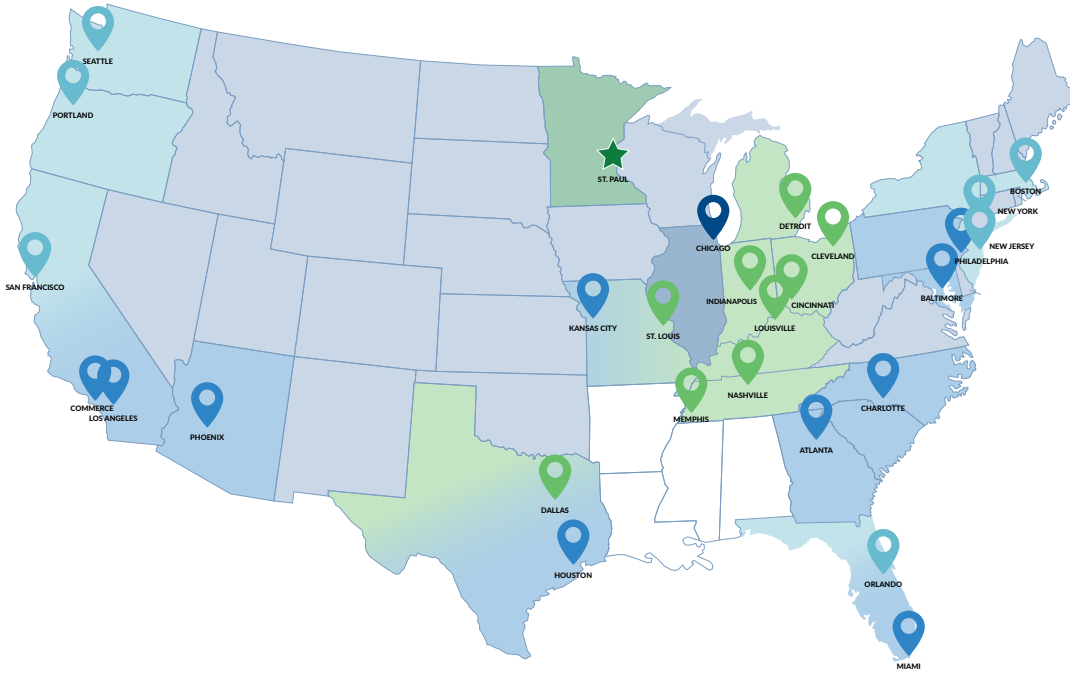 SEATTLE
PORTLAND
ST. PAUL
BOSTON
NEW YORK
DETROIT
CHICAGO
NEW JERSEY
CLEVELAND
PHILADELPHIA
SAN FRANCISCO
BALTIMORE
INDIANAPOLIS
CINCINNATI
KANSAS CITY
LOUISVILLE
ST. LOUIS
NASHVILLE
COMMERCE
CHARLOTTE
LOS ANGELES
MEMPHIS
PHOENIX
ATLANTA
DALLAS
HOUSTON
ORLANDO
MIAMI